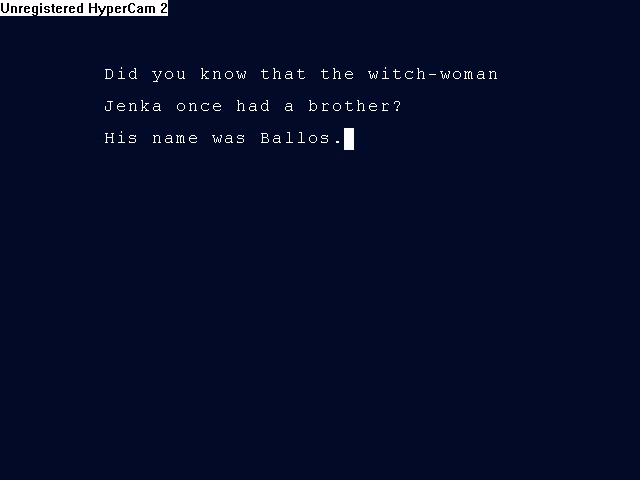 Unregistered HyperCam 2
Did you know that the witch-woman
Jenka once had a brother?
His name was Ballos.